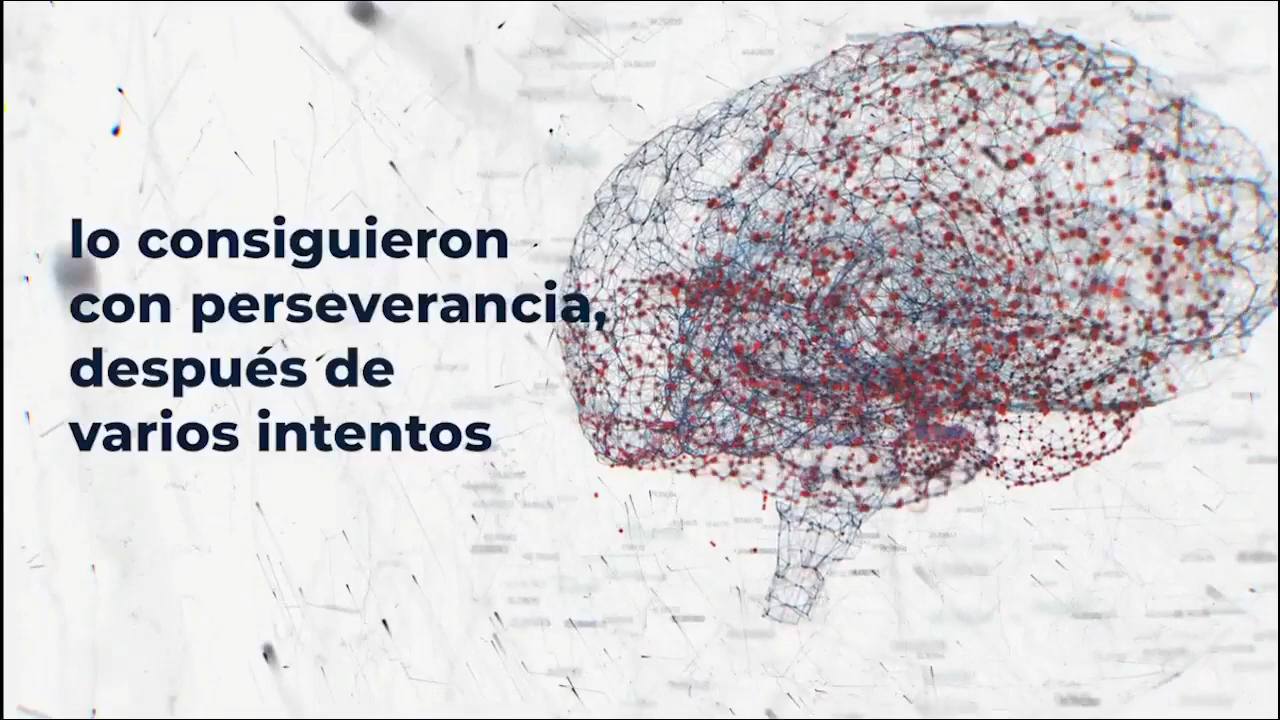 lo consiguieron
con perseverancia,
después de
varios intentos